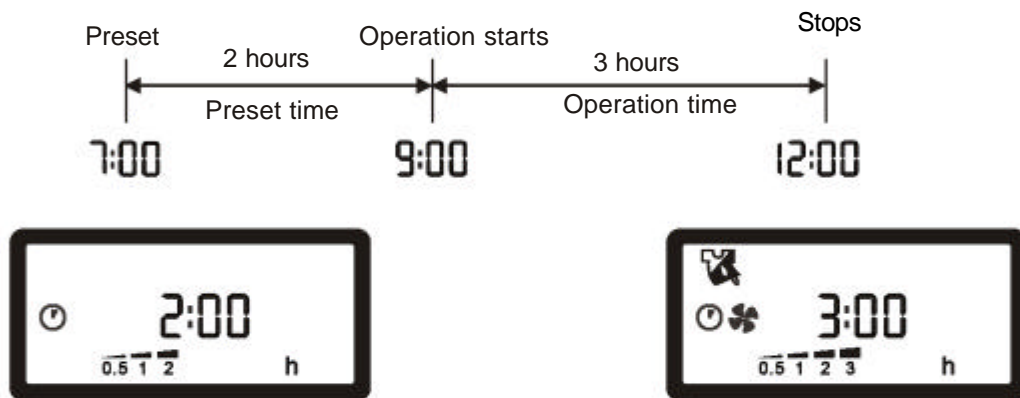 Preset
Operation starts
Stops
2 hours
3 hours
Preset time
Operation time
7:00
9:00
12:00
2:00
0.5 1 2
h
3:00
0.5 1 2 3
h